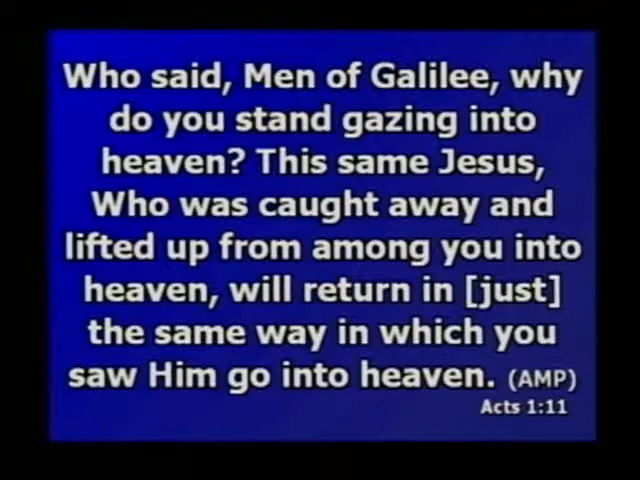 Who said, Men of Galilee, why
do you stand gazing into
heaven? This same Jesus,
Who was caught away and
lifted up from among you into
heaven, will return in [just]
the same way in which you
saw Him go into heaven. (AMP)
Acts 1:11